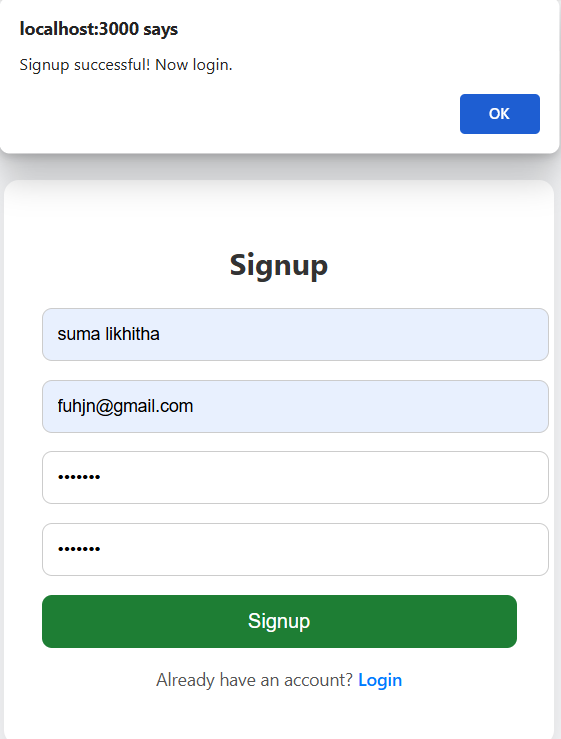 localhost:3000 says
Signup successful! Now login.
OK
Signup
suma likhitha
fuhjn@gmail.com
•••••••
•••••••
Signup
Already have an account? Login